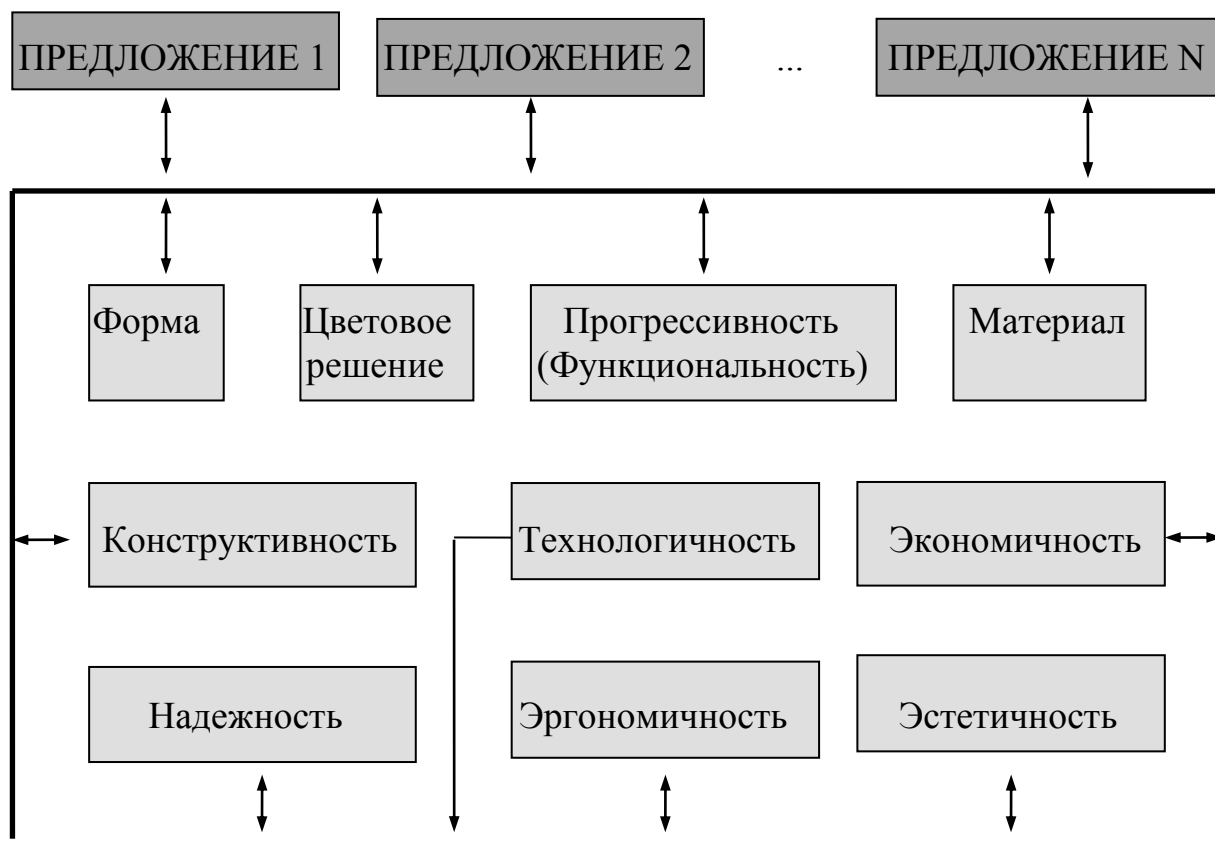 ПРЕДЛОЖЕНИЕ 1
ПРЕДЛОЖЕНИЕ 2
...
ПРЕДЛОЖЕНИЕ N
Форма
Цветовое
решение
Прогрессивность
(Функциональность)
Материал
Конструктивность
Технологичность
Экономичность
Надежность
Эргономичность
Эстетичность